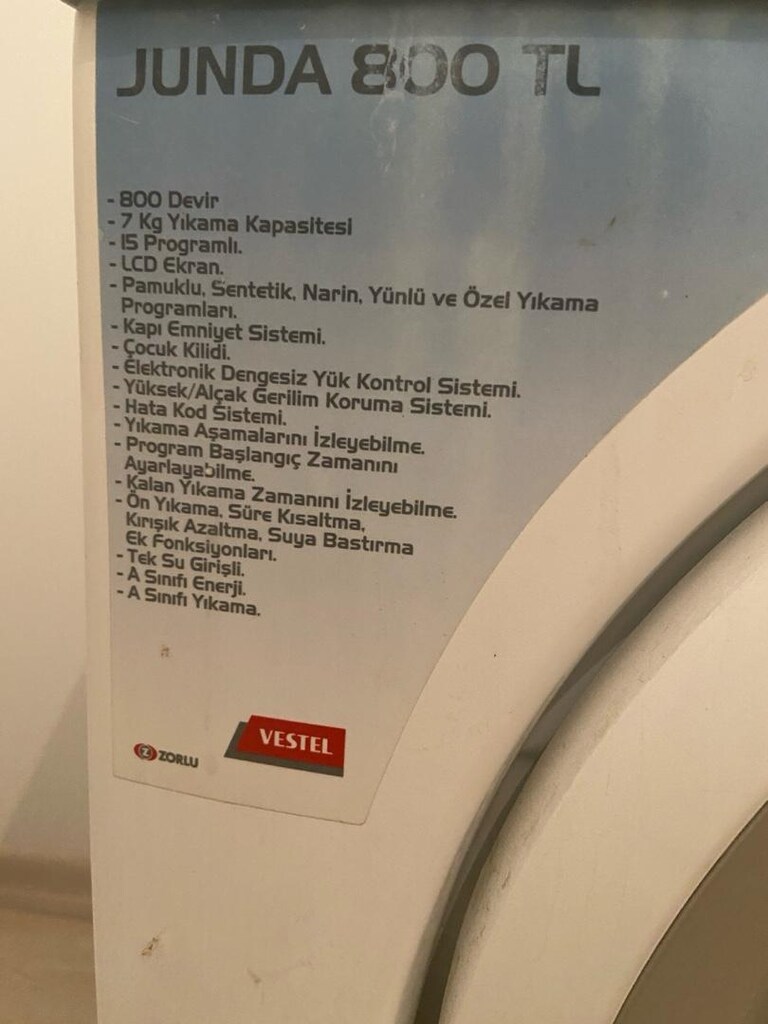 JUNDA 800 TL
- 800 Devir
- 7 Kg Yıkama Kapasitesi
- 15 Programlı.
- LCD Ekran.
- Pamuklu, Sentetik, Narin, Yünlü ve Özel Yıkama
Programları.
- Kapı Emniyet Sistemi.
- Çocuk Kilidi.
- Elektronik Dengesiz Yük Kontrol Sistemi.
- Yüksek/Alçak Gerilim Koruma Sistemi.
- Hata Kod Sistemi.
- Yıkama Aşamalarını İzleyebilme.
- Program Başlangıç Zamanını
Ayarlayabilme.
- Kalan Yıkama Zamanını İzleyebilme.
- Ön Yıkama, Süre Kısaltma,
Kırışık Azaltma, Suya Bastırma
Ek Fonksiyonları.
- Tek Su Girişli.
- A Sınıfı Enerji.
- A Sınıfı Yıkama.
Z ZORLU
VESTEL